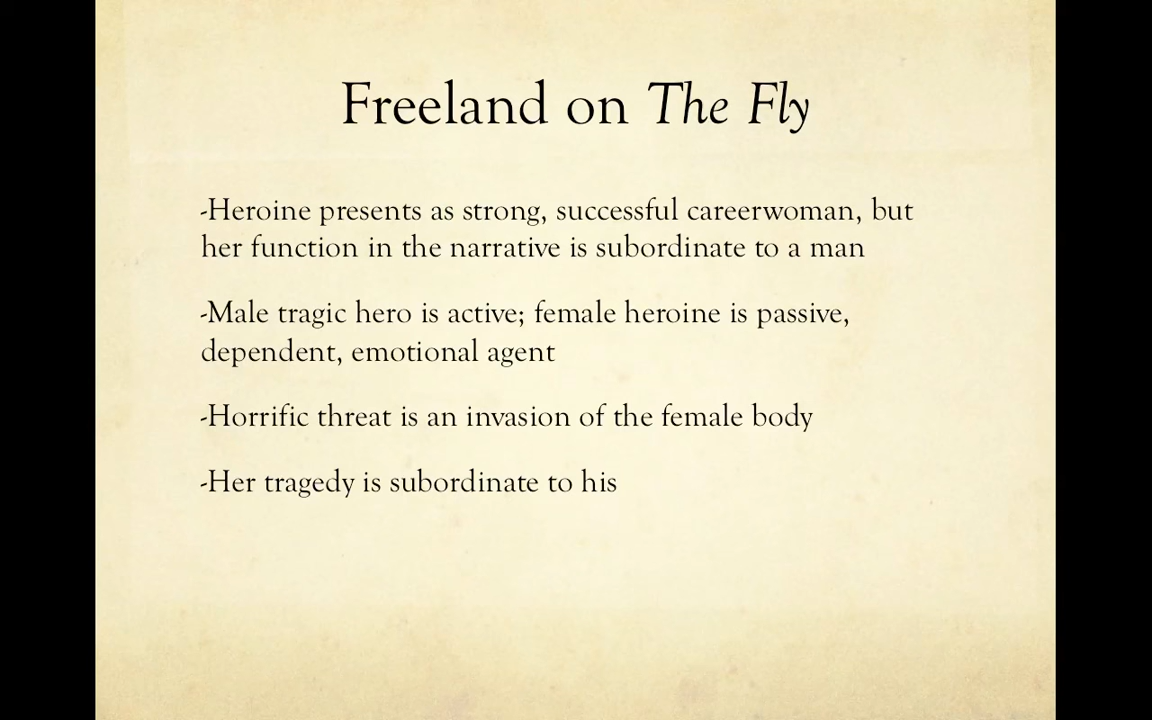 Freeland on The Fly
-Heroine presents as strong, successful careerwoman, but
her function in the narrative is subordinate to a man
-Male tragic hero is active; female heroine is passive,
dependent, emotional agent
-Horrific threat is an invasion of the female body
-Her tragedy is subordinate to his